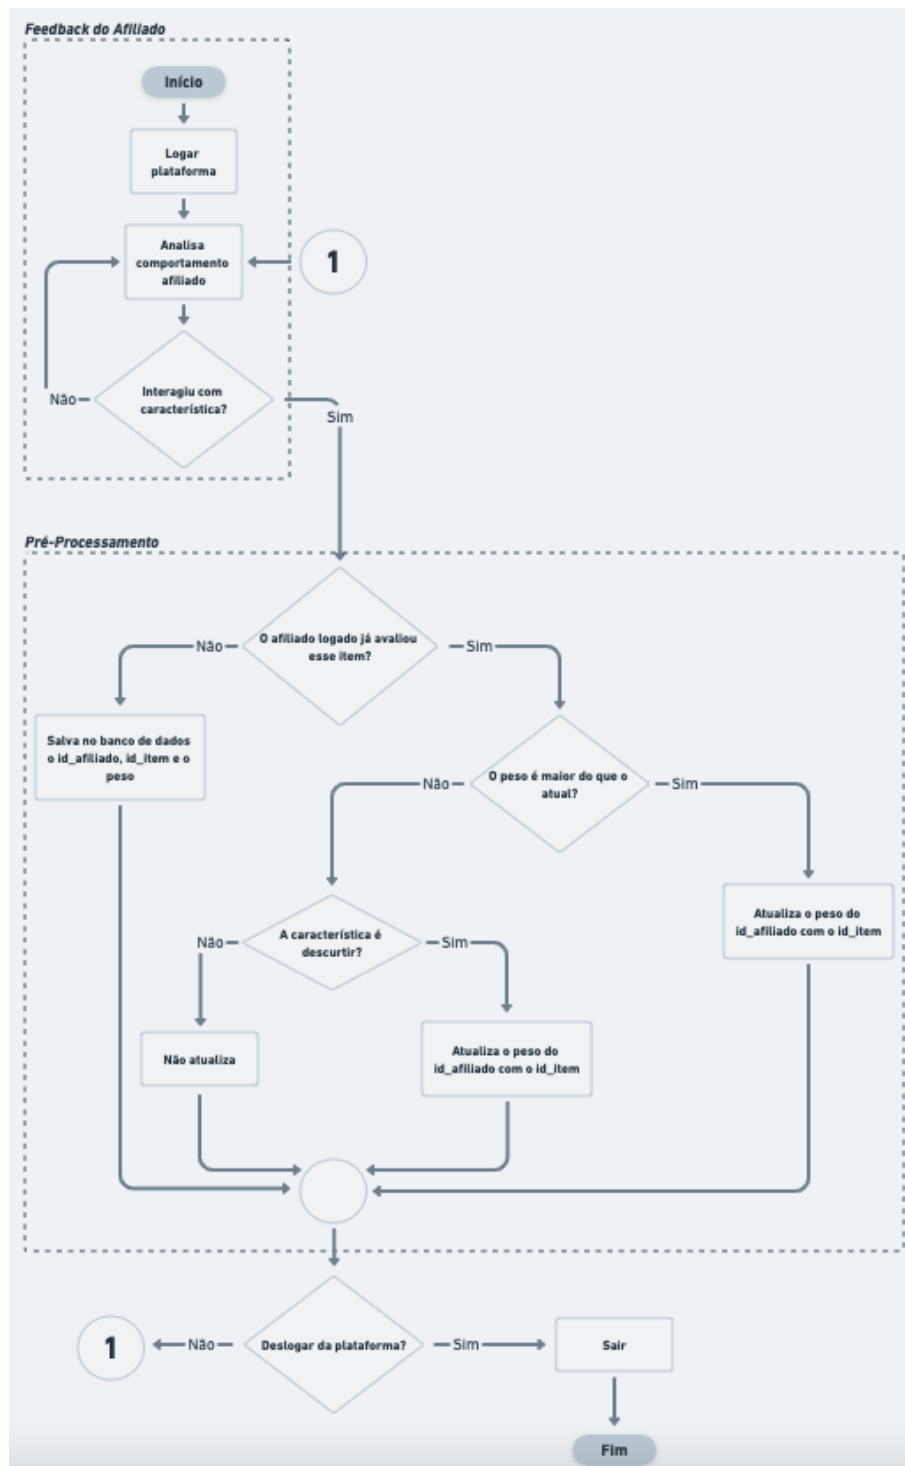 Feedback do Afiliado
Início
Logar
plataforma
Analisa
comportamento
afiliado
1
Interagiu com
característica?
Não
Sim
Pré-Processamento
O afiliado logado já avaliou
esse item?
Não
Sim
Salva no banco de dados
o id_afiliado, id_item e o
peso
O peso é maior do que o
atual?
Não
Sim
Atualiza o peso do
id_afiliado com o id_item
A característica é
descurtir?
Não
Sim
Não atualiza
Atualiza o peso do
id_afiliado com o id_item
Deslogar da plataforma?
Não
1
Sim
Sair
Fim